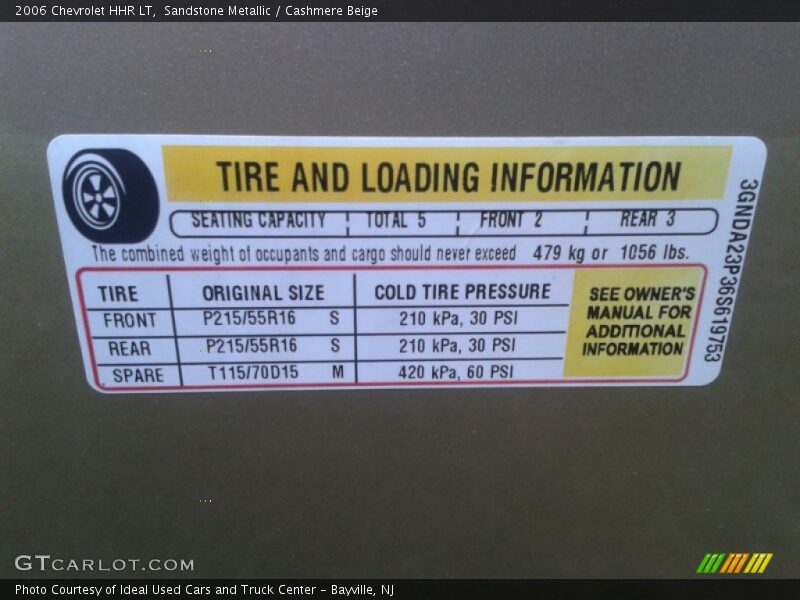 2006 Chevrolet HHR LT,  Sandstone Metallic / Cashmere Beige
TIRE AND LOADING INFORMATION
SEATING CAPACITY TOTAL 5 FRONT 2 REAR 3
The combined weight of occupants and cargo should never exceed 479 kg or 1056 lbs.
TIRE ORIGINAL SIZE COLD TIRE PRESSURE
FRONT P215/55R16 S 210 kPa, 30 PSI
REAR P215/55R16 S 210 kPa, 30 PSI
SPARE T115/70D15 M 420 kPa, 60 PSI
SEE OWNER'S
MANUAL FOR
ADDITIONAL
INFORMATION
3GNDA23P36S619753
GTCARLOT.COM
Photo Courtesy of Ideal Used Cars and Truck Center – Bayville, NJ